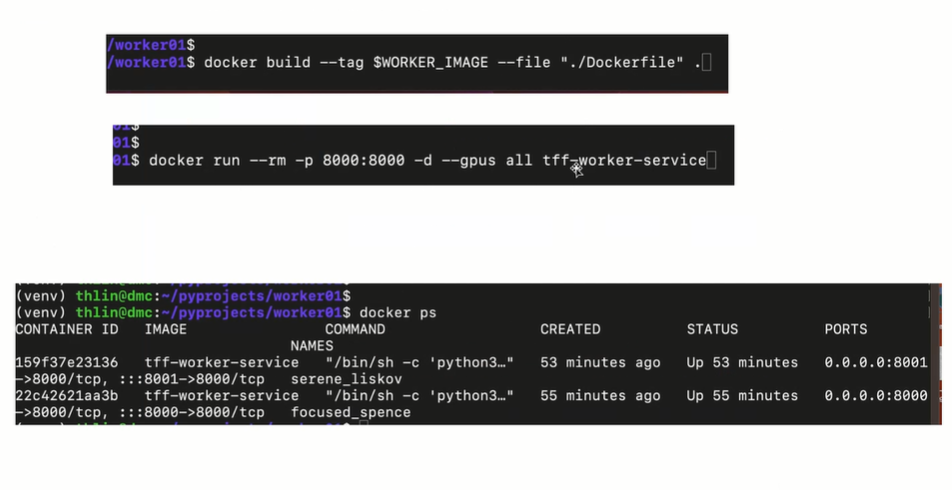 /worker01$
/worker01$ docker build --tag $WORKER_IMAGE --file "./Dockerfile" .
01$
01$
01$ docker run --rm -p 8000:8000 -d --gpus all tff-worker-service
(venv) thlin@dmc:~/pyprojects/worker01$
(venv) thlin@dmc:~/pyprojects/worker01$ docker ps
CONTAINER ID IMAGE COMMAND CREATED STATUS PORTS
NAMES
159f37e23136 tff-worker-service "/bin/sh -c 'python3…" 53 minutes ago Up 53 minutes 0.0.0.0:8001
->8000/tcp, :::8001->8000/tcp serene_liskov
22c42621aa3b tff-worker-service "/bin/sh -c 'python3…" 55 minutes ago Up 55 minutes 0.0.0.0:8000
->8000/tcp, :::8000->8000/tcp focused_spence